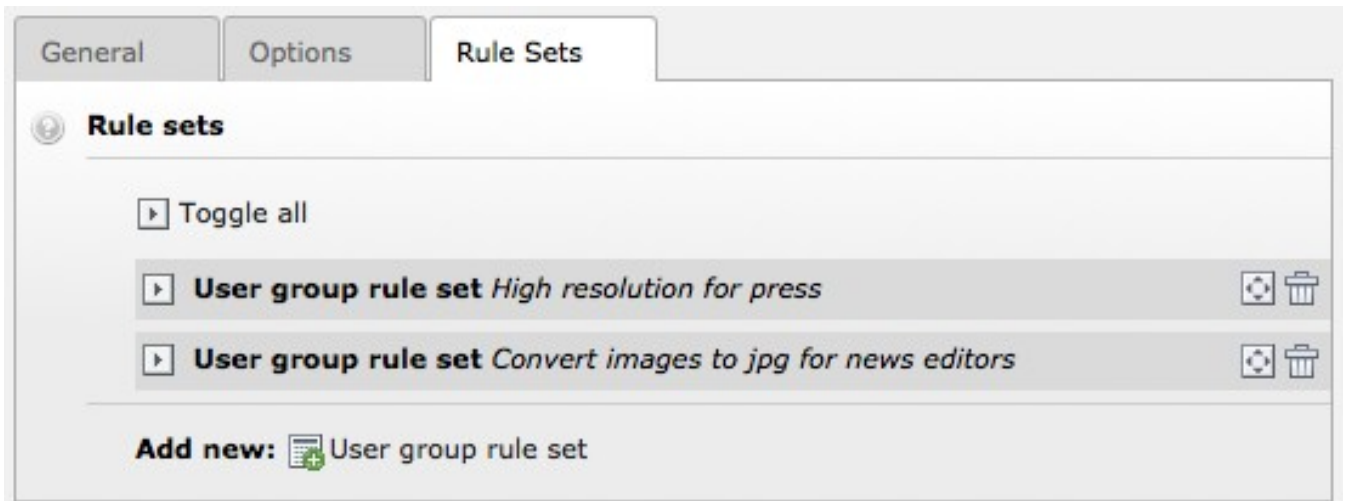 General Options Rule Sets
Rule sets
Toggle all
User group rule set High resolution for press
User group rule set Convert images to jpg for news editors
Add new: User group rule set